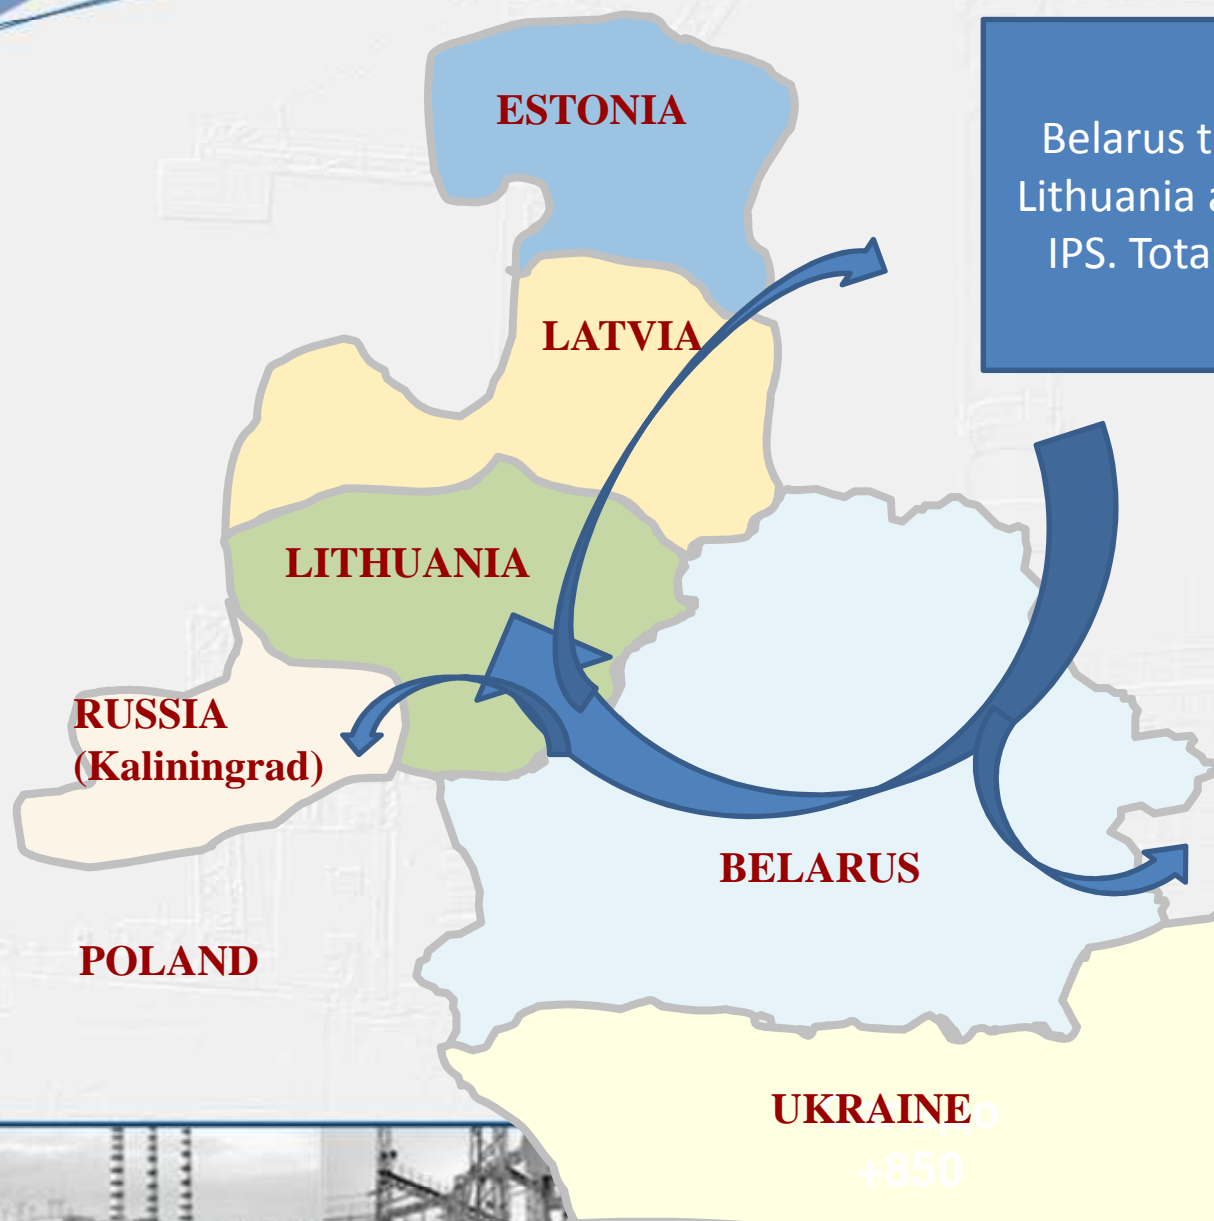 ESTONIA
Belarus t
Lithuania a
IPS. Tota
LATVIA
LITHUANIA
RUSSIA
(Kaliningrad)
BELARUS
POLAND
UKRAINE
+850